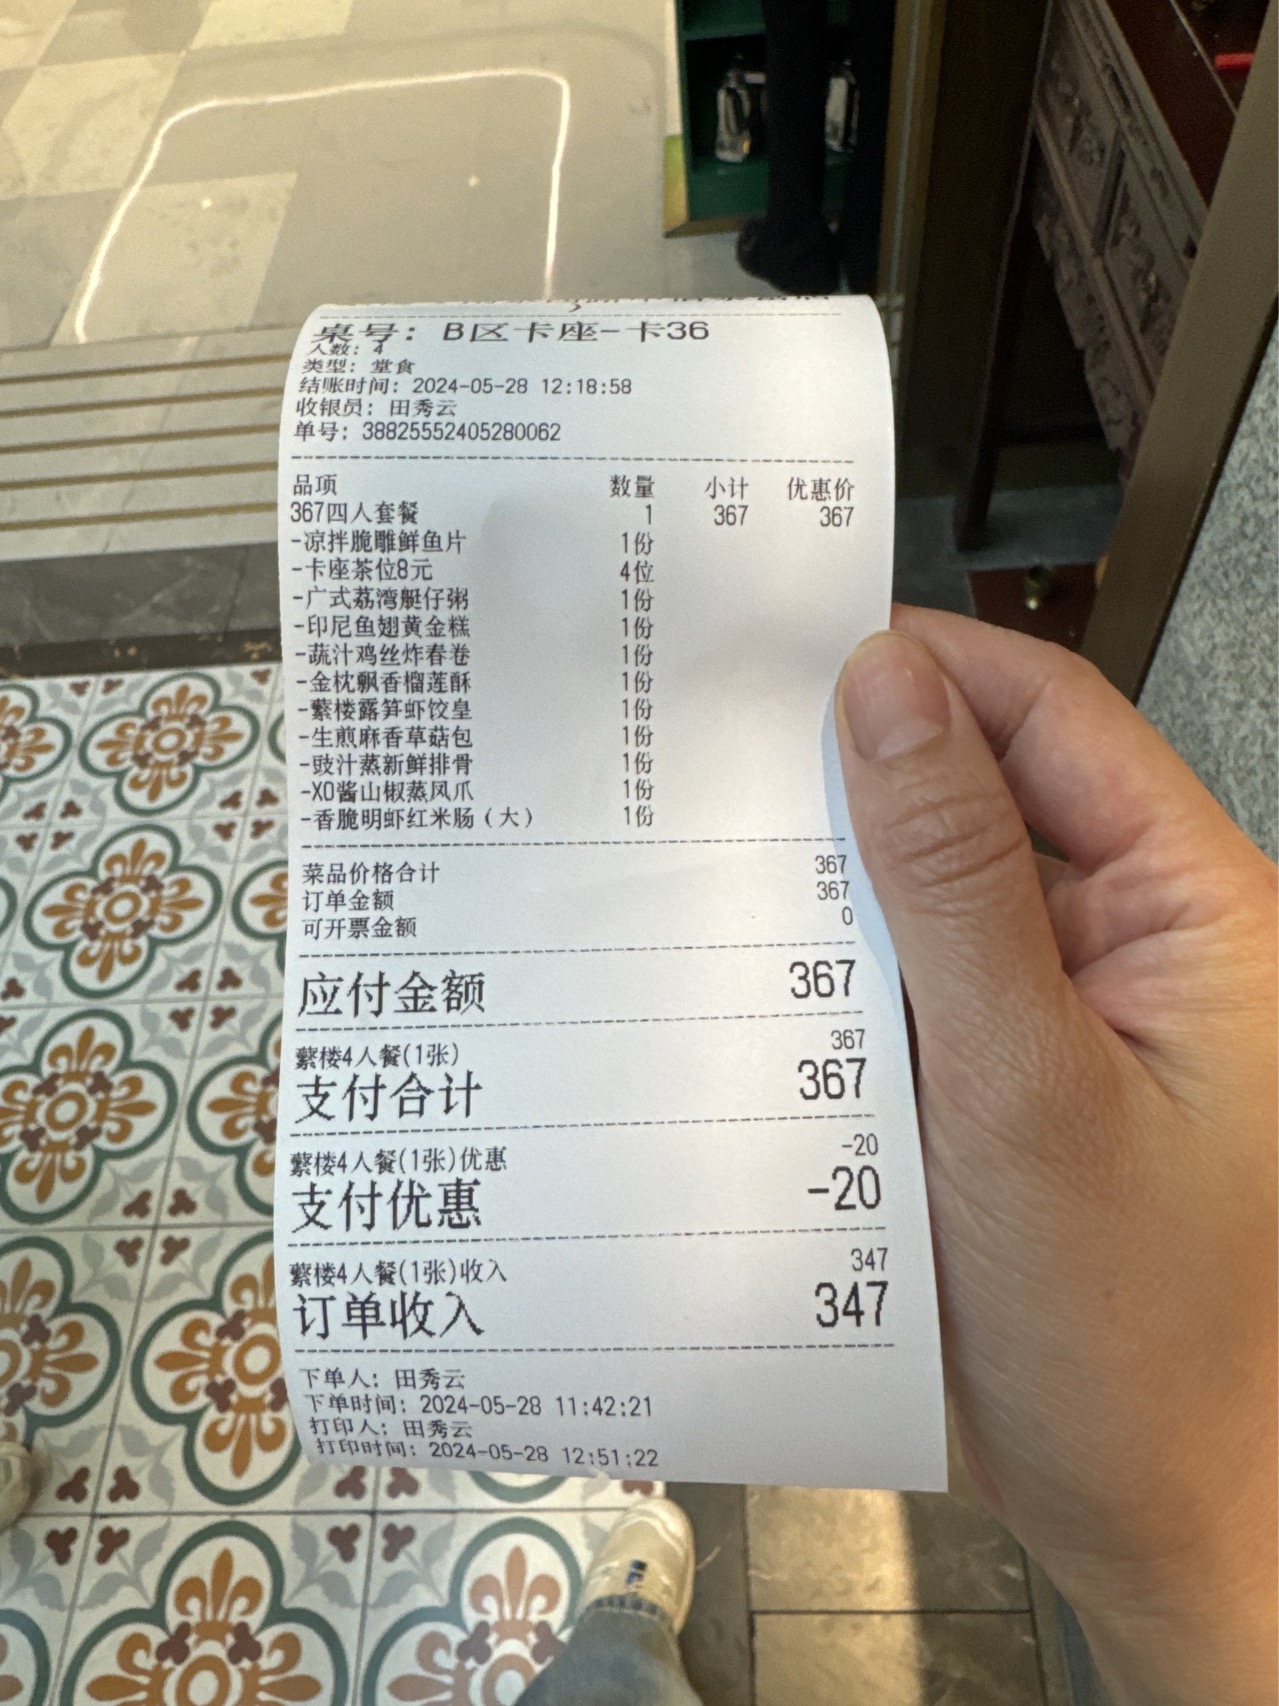 桌号: B区卡座-卡36
人数: 4
类型: 堂食
结账时间: 2024-05-28 12:18:58
收银员: 田秀云
单号: 38825552405280062
品项 数量 小计 优惠价
367四人套餐 1 367 367
-凉拌脆雕鲜鱼片 1份
-卡座茶位8元 4位
-广式荔湾艇仔粥 1份
-印尼鱼翅黄金糕 1份
-蔬汁鸡丝炸春卷 1份
-金枕飘香榴莲酥 1份
-蘩楼露笋虾饺皇 1份
-生煎麻香草菇包 1份
-豉汁蒸新鲜排骨 1份
-XO酱山椒蒸凤爪 1份
-香脆明虾红米肠（大） 1份
菜品价格合计 367
订单金额 367
可开票金额 0
应付金额 367
蘩楼4人餐(1张) 367
支付合计 367
蘩楼4人餐(1张)优惠 -20
支付优惠 -20
蘩楼4人餐(1张)收入 347
订单收入 347
下单人: 田秀云
下单时间: 2024-05-28 11:42:21
打印人: 田秀云
打印时间: 2024-05-28 12:51:22